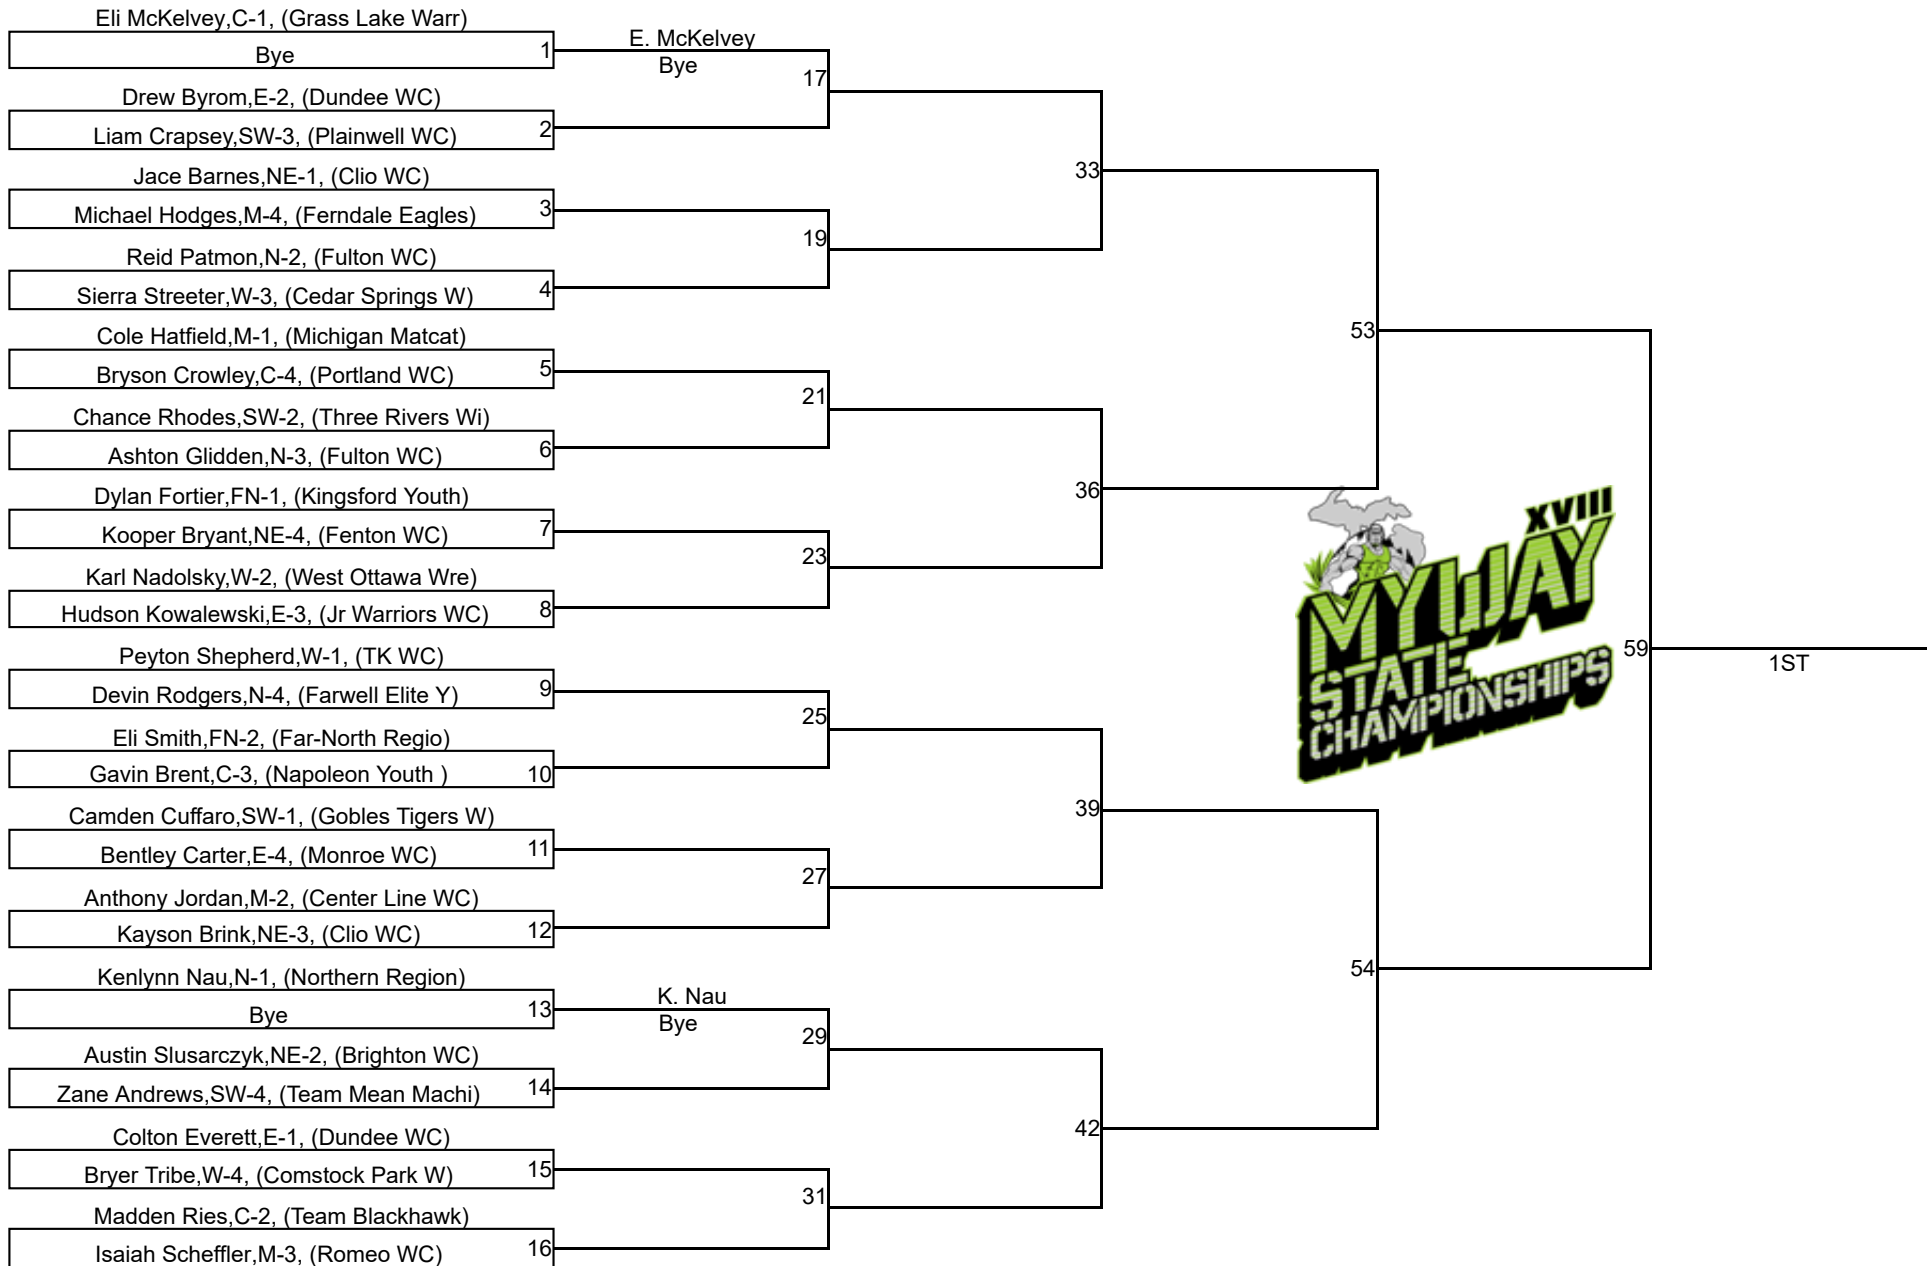 Eli McKelvey,C-1, (Grass Lake Warr)
Bye
1
E. McKelvey
Bye
17
Drew Byrom,E-2, (Dundee WC)
Liam Crapsey,SW-3, (Plainwell WC)
2
33
Jace Barnes,NE-1, (Clio WC)
Michael Hodges,M-4, (Ferndale Eagles)
3
19
Reid Patmon,N-2, (Fulton WC)
Sierra Streeter,W-3, (Cedar Springs W)
4
53
Cole Hatfield,M-1, (Michigan Matcat)
Bryson Crowley,C-4, (Portland WC)
5
21
Chance Rhodes,SW-2, (Three Rivers Wi)
Ashton Glidden,N-3, (Fulton WC)
6
36
Dylan Fortier,FN-1, (Kingsford Youth)
Kooper Bryant,NE-4, (Fenton WC)
7
23
Karl Nadolsky,W-2, (West Ottawa Wre)
Hudson Kowalewski,E-3, (Jr Warriors WC)
8
XVIII
MYWAY
STATE
CHAMPIONSHIPS
59
1ST
Peyton Shepherd,W-1, (TK WC)
Devin Rodgers,N-4, (Farwell Elite Y)
9
25
Eli Smith,FN-2, (Far-North Regio)
Gavin Brent,C-3, (Napoleon Youth )
10
39
Camden Cuffaro,SW-1, (Gobles Tigers W)
Bentley Carter,E-4, (Monroe WC)
11
27
Anthony Jordan,M-2, (Center Line WC)
Kayson Brink,NE-3, (Clio WC)
12
54
Kenlynn Nau,N-1, (Northern Region)
Bye
13
K. Nau
Bye
29
Austin Slusarczyk,NE-2, (Brighton WC)
Zane Andrews,SW-4, (Team Mean Machi)
14
42
Colton Everett,E-1, (Dundee WC)
Bryer Tribe,W-4, (Comstock Park W)
15
31
Madden Ries,C-2, (Team Blackhawk)
Isaiah Scheffler,M-3, (Romeo WC)
16